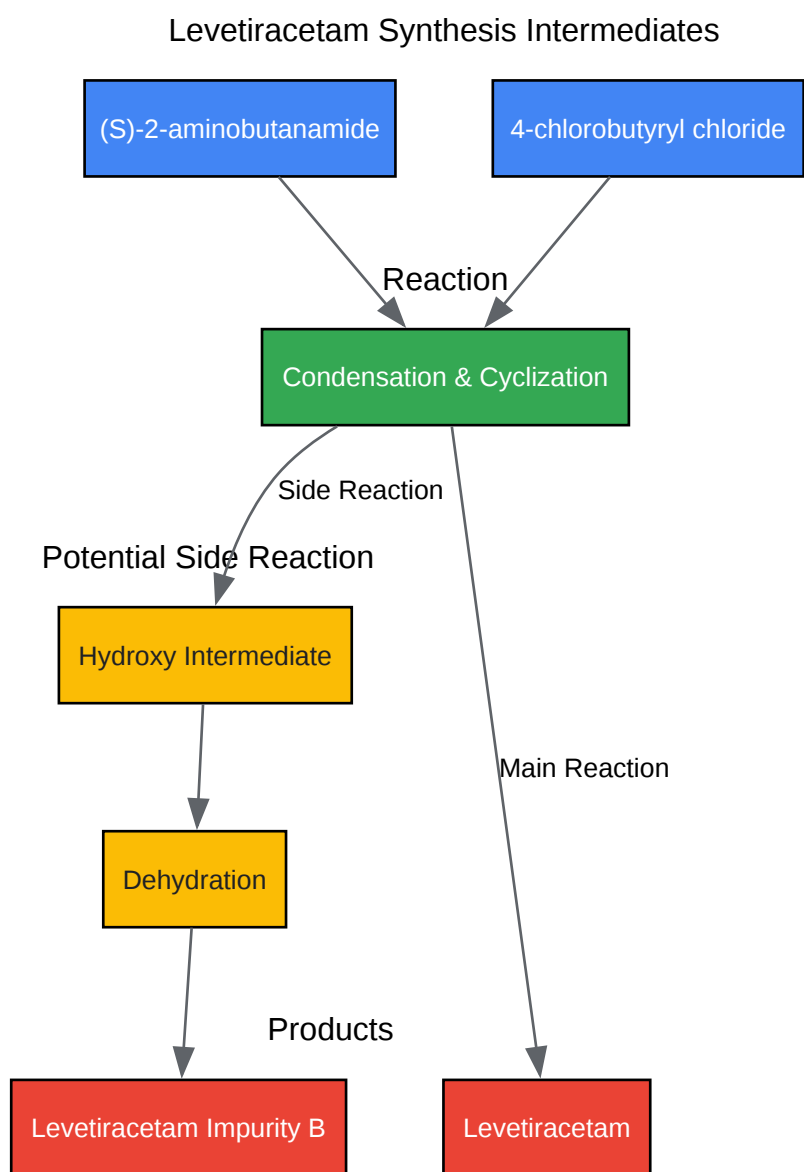 Levetiracetam Synthesis Intermediates
(S)-2-aminobutanamide
4-chlorobutyryl chloride
Reaction
Condensation & Cyclization
Side Reaction
Potential Side Reaction
Hydroxy Intermediate
Main Reaction
Dehydration
Products
Levetiracetam Impurity B
Levetiracetam